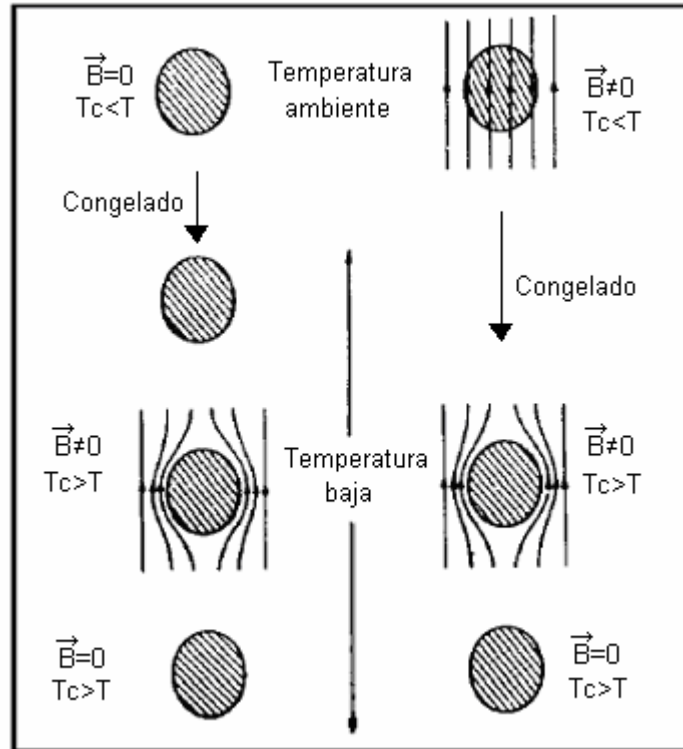 B⃗=0
Tc<T
Temperatura
ambiente
B⃗≠0
Tc<T
Congelado
Congelado
B⃗≠0
Tc>T
Temperatura
baja
B⃗≠0
Tc>T
B⃗=0
Tc>T
B⃗=0
Tc>T